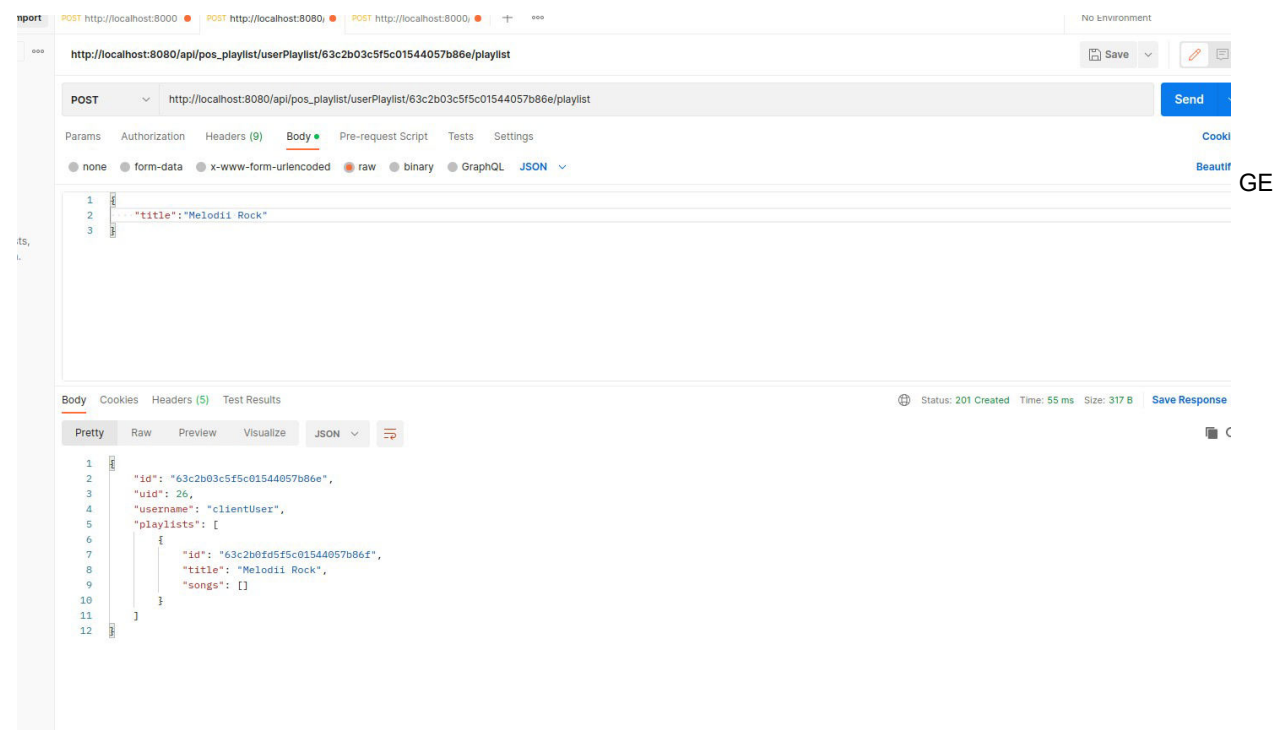 mport POST http://localhost:8000 POST http://localhost:8080/ POST http://localhost:8000/ + ooo No Environment
ooo http://localhost:8080/api/pos_playlist/userPlaylist/63c2b03c5f5c01544057b86e/playlist Save
POST http://localhost:8080/api/pos_playlist/userPlaylist/63c2b03c5f5c01544057b86e/playlist Send
Params Authorization Headers (9) Body Pre-request Script Tests Settings Cooki
none form-data x-www-form-urlencoded raw binary GraphQL JSON Beautif
GE
1 {
2 "title":"Melodii Rock"
3 }
sts,
Body Cookies Headers (5) Test Results Status: 201 Created Time: 55 ms Size: 317 B Save Response
Pretty Raw Preview Visualize JSON
1 {
2 "id": "63c2b03c5f5c01544057b86e",
3 "uid": 26,
4 "username": "clientUser",
5 "playlists": [
6 {
7 "id": "63c2b0fd5f5c01544057b86f",
8 "title": "Melodii Rock",
9 "songs": []
10 }
11 ]
12 }